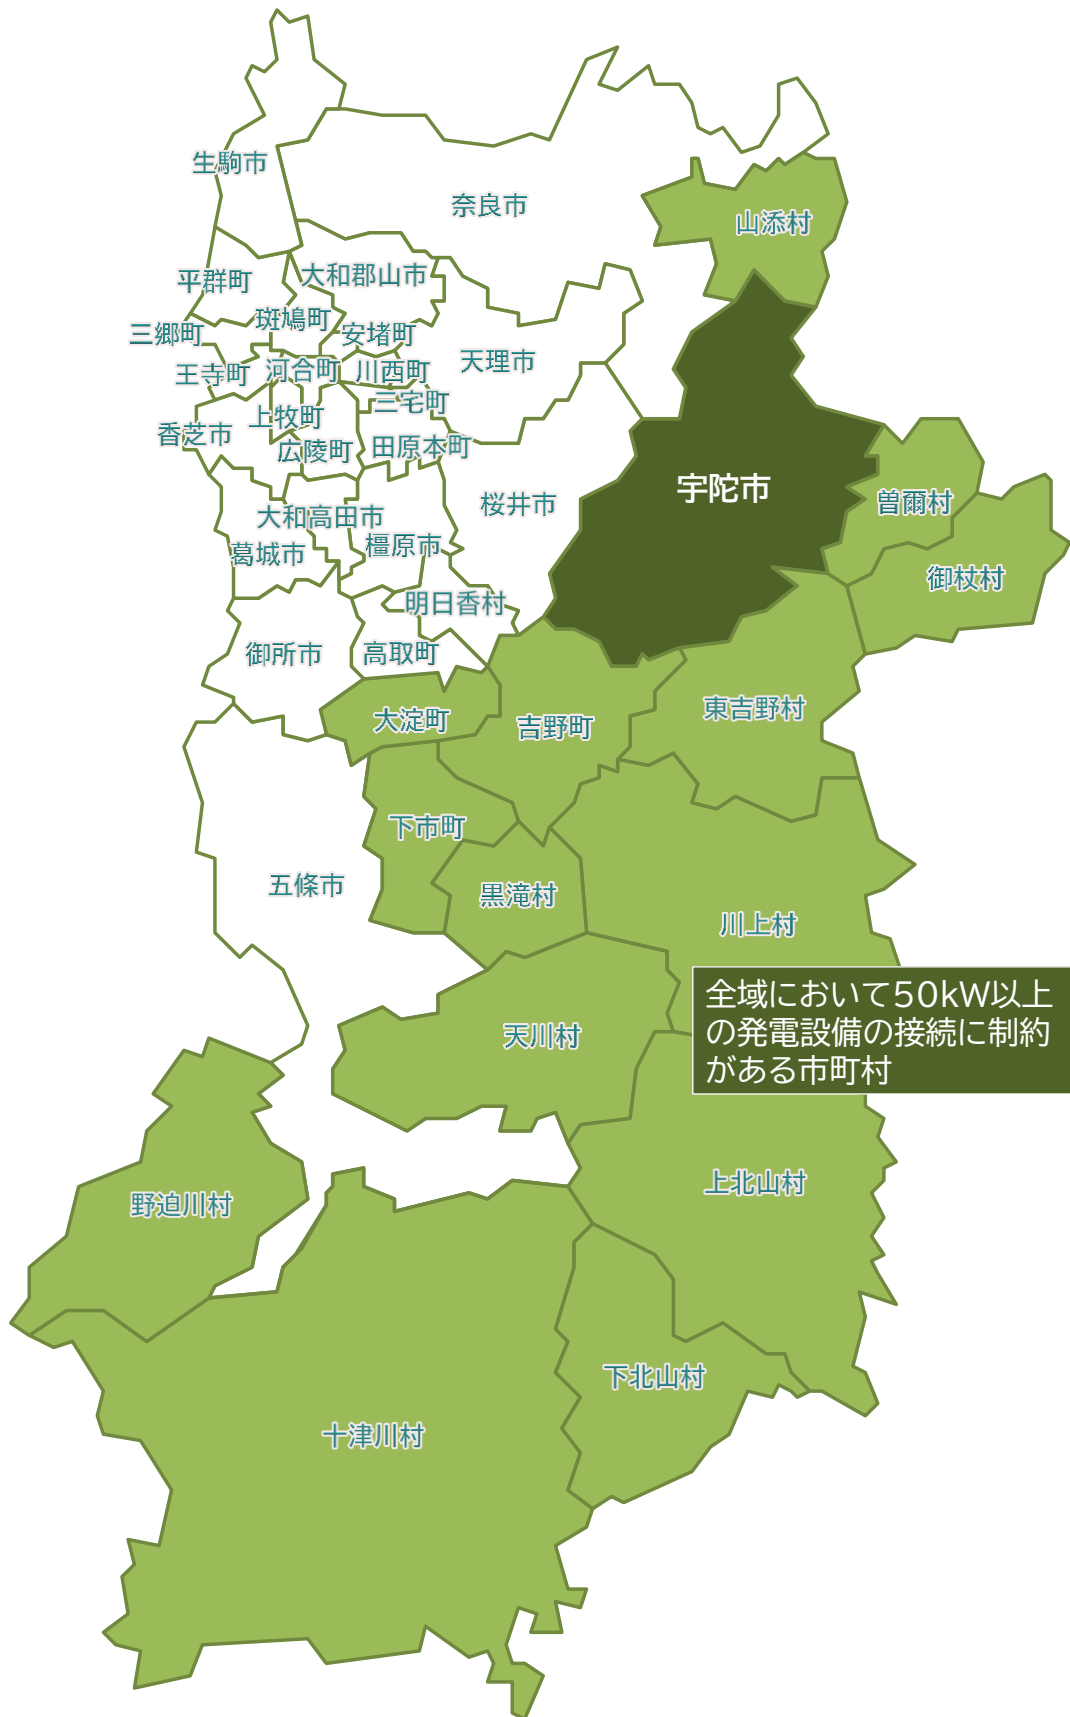 生駒市
奈良市
山添村
平群町
大和郡山市
斑鳩町
三郷町
安堵町
天理市
王寺町
河合町
川西町
三宅町
上牧町
香芝市
広陵町
田原本町
宇陀市
曽爾村
桜井市
大和高田市
橿原市
葛城市
御杖村
明日香村
御所市
高取町
大淀町
吉野町
東吉野村
下市町
五條市
黒滝村
川上村
全域において50kW以上
の発電設備の接続に制約
がある市町村
天川村
上北山村
野迫川村
下北山村
十津川村